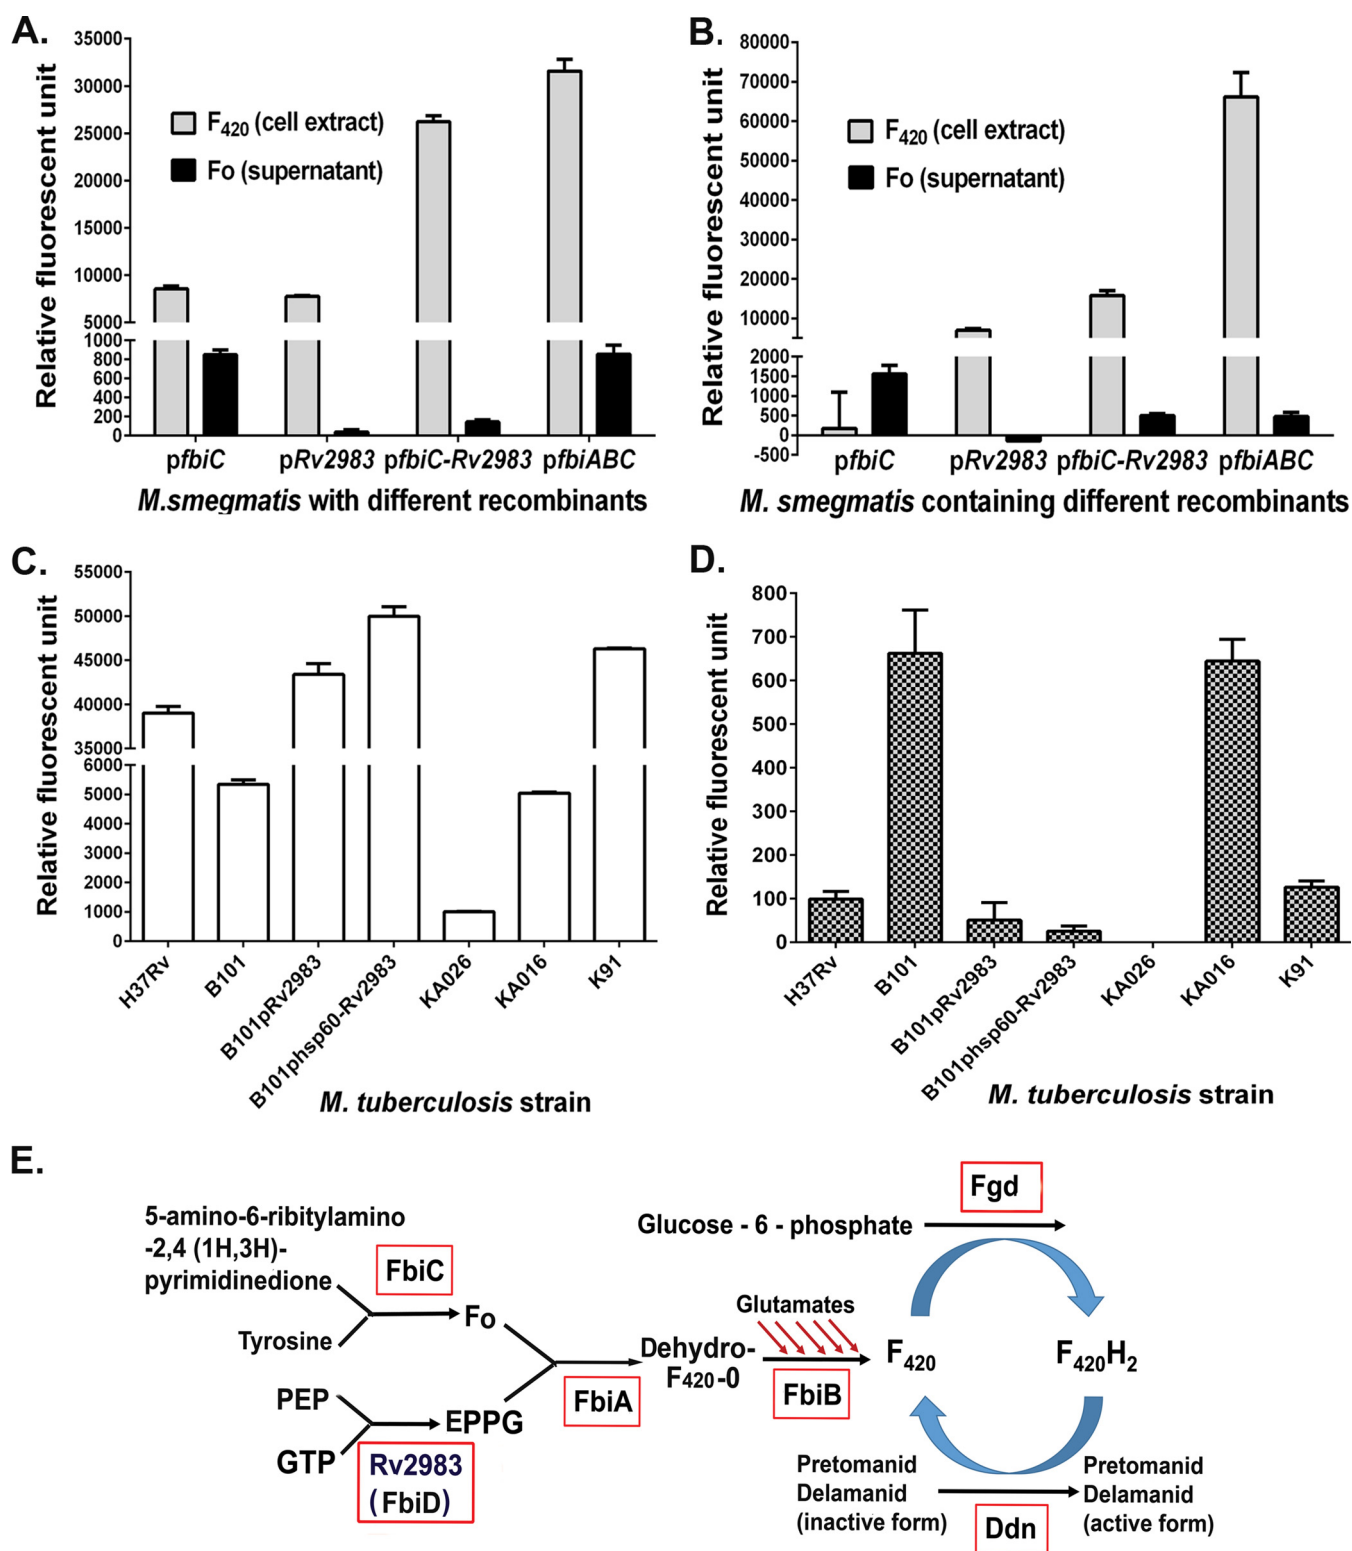 A.
35000
30000
25000
20000
15000
10000
5000
1000
800
600
400
200
0
Relative fluorescent unit
F420 (cell extract)
Fo (supernatant)
pfbiC pRv2983 pfbiC-Rv2983 pfbiABC
M.smegmatis with different recombinants
B.
80000
70000
60000
50000
40000
30000
20000
10000
2000
1500
1000
500
0
-500
Relative fluorescent unit
F420 (cell extract)
Fo (supernatant)
pfbiC pRv2983 pfbiC-Rv2983 pfbiABC
M. smegmatis containing different recombinants
C.
55000
50000
45000
40000
35000
6000
5000
4000
3000
2000
1000
0
Relative fluorescent unit
H37Rv
B101
B101pRv2983
B101phsp60-Rv2983
KA026
KA016
K91
M. tuberculosis strain
D.
800
700
600
500
400
300
200
100
0
Relative fluorescent unit
H37Rv
B101
B101pRv2983
B101phsp60-Rv2983
KA026
KA016
K91
M. tuberculosis strain
E.
5-amino-6-ribitylamino
-2,4 (1H,3H)-
pyrimidinedione
Tyrosine
FbiC
Fo
PEP
GTP
Rv2983
(FbiD)
EPPG
FbiA
Dehydro-
F420-0
Glutamates
FbiB
Glucose - 6 - phosphate
Fgd
F420
F420H2
Pretomanid
Delamanid
(inactive form)
Ddn
Pretomanid
Delamanid
(active form)